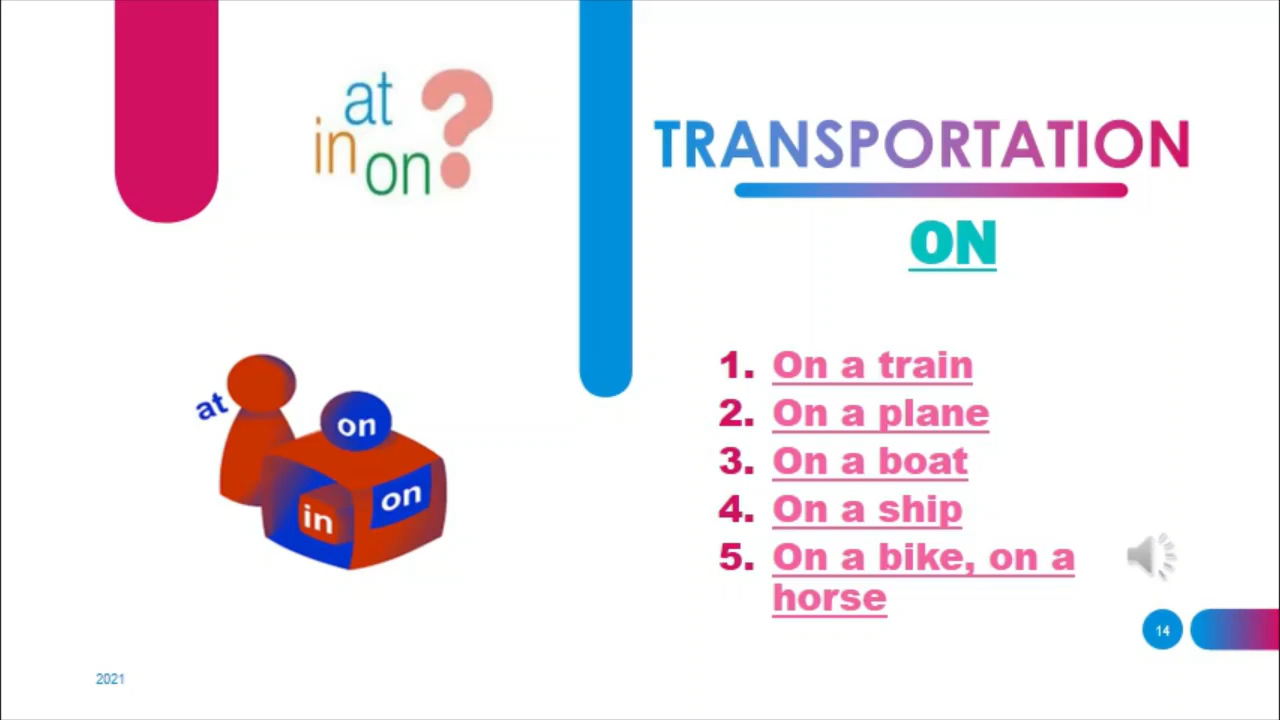 at
in on ?
TRANSPORTATION
ON
at
on
on
in
1. On a train
2. On a plane
3. On a boat
4. On a ship
5. On a bike, on a
horse
14
2021